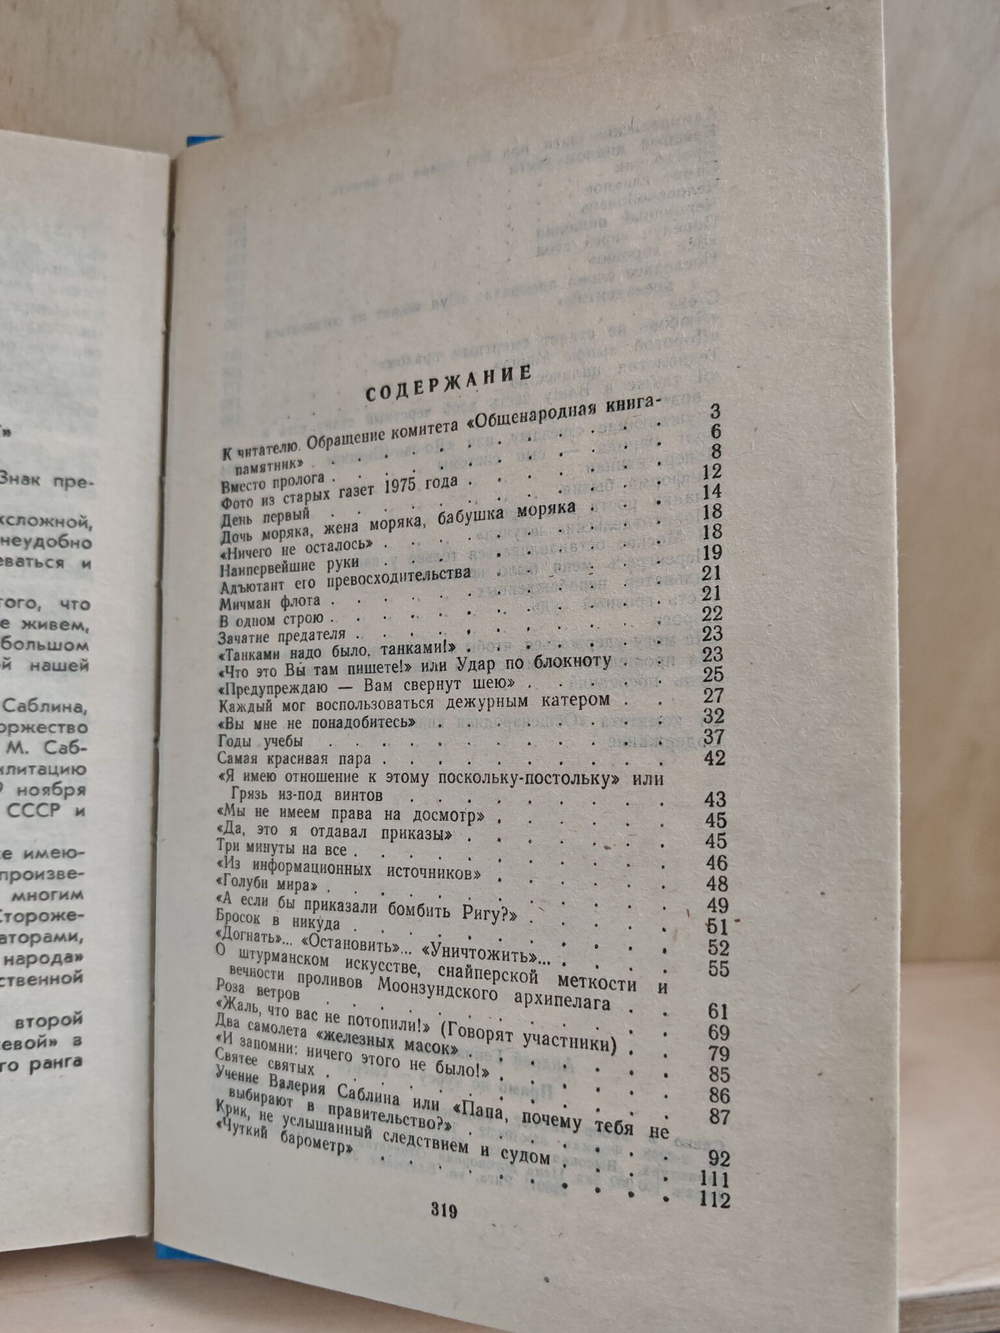 »
Знак пре-
ксложной,
неудобно
еваться и
того, что
е живем,
большом
й нашей
Саблина,
оржество
М. Саб-
илитацию
9 ноября
СССР и
е имею-
произве-
многим
Стороже-
аторами,
народа»
ственной
второй
евой» в
го ранга
СОДЕРЖАНИЕ
К читателю. Обращение комитета «Общенародная книга-
памятник» . . . . . . . . . 3
Вместо пролога . . . . . . . . 6
Фото из старых газет 1975 года . . . . . 8
День первый . . . . . . . . 12
Дочь моряка, жена моряка, бабушка моряка . . . 14
«Ничего не осталось» . . . . . . . 18
Наипервейшие руки . . . . . . . 18
Адъютант его превосходительства . . . . . 19
Мичман флота . . . . . . . . 21
В одном строю . . . . . . . . 21
Зачатие предателя . . . . . . . 22
«Танками надо было, танками!» . . . . . 23
«Что это Вы там пишете!» или Удар по блокноту . . 23
«Предупреждаю — Вам свернут шею» . . . . 25
Каждый мог воспользоваться дежурным катером . . 27
«Вы мне не понадобитесь» . . . . . . 32
Годы учебы . . . . . . . . 37
Самая красивая пара . . . . . . . 42
«Я имею отношение к этому поскольку-постольку» или
Грязь из-под винтов . . . . . . . 43
«Мы не имеем права на досмотр» . . . . . 45
«Да, это я отдавал приказы» . . . . . . 45
Три минуты на все . . . . . . . . 46
«Из информационных источников» . . . . . 48
«Голуби мира» . . . . . . . . 49
«А если бы приказали бомбить Ригу?» . . . . 51
Бросок в никуда . . . . . . . . 52
«Догнать»... «Остановить»... «Уничтожить»... . . . . 55
О штурманском искусстве, снайперской меткости и
вечности проливов Моонзундского архипелага . . 61
Роза ветров . . . . . . . . 69
«Жаль, что вас не потопили!» (Говорят участники) . . 79
Два самолета «железных масок» . . . . . 85
«И запомни: ничего этого не было!» . . . . . 86
Святее святых . . . . . . . . 87
Учение Валерия Саблина или «Папа, почему тебя не
выбирают в правительство?» . . . . . . 92
Крик, не услышанный следствием и судом . . . . 111
«Чуткий барометр» . . . . . . . . 112
319